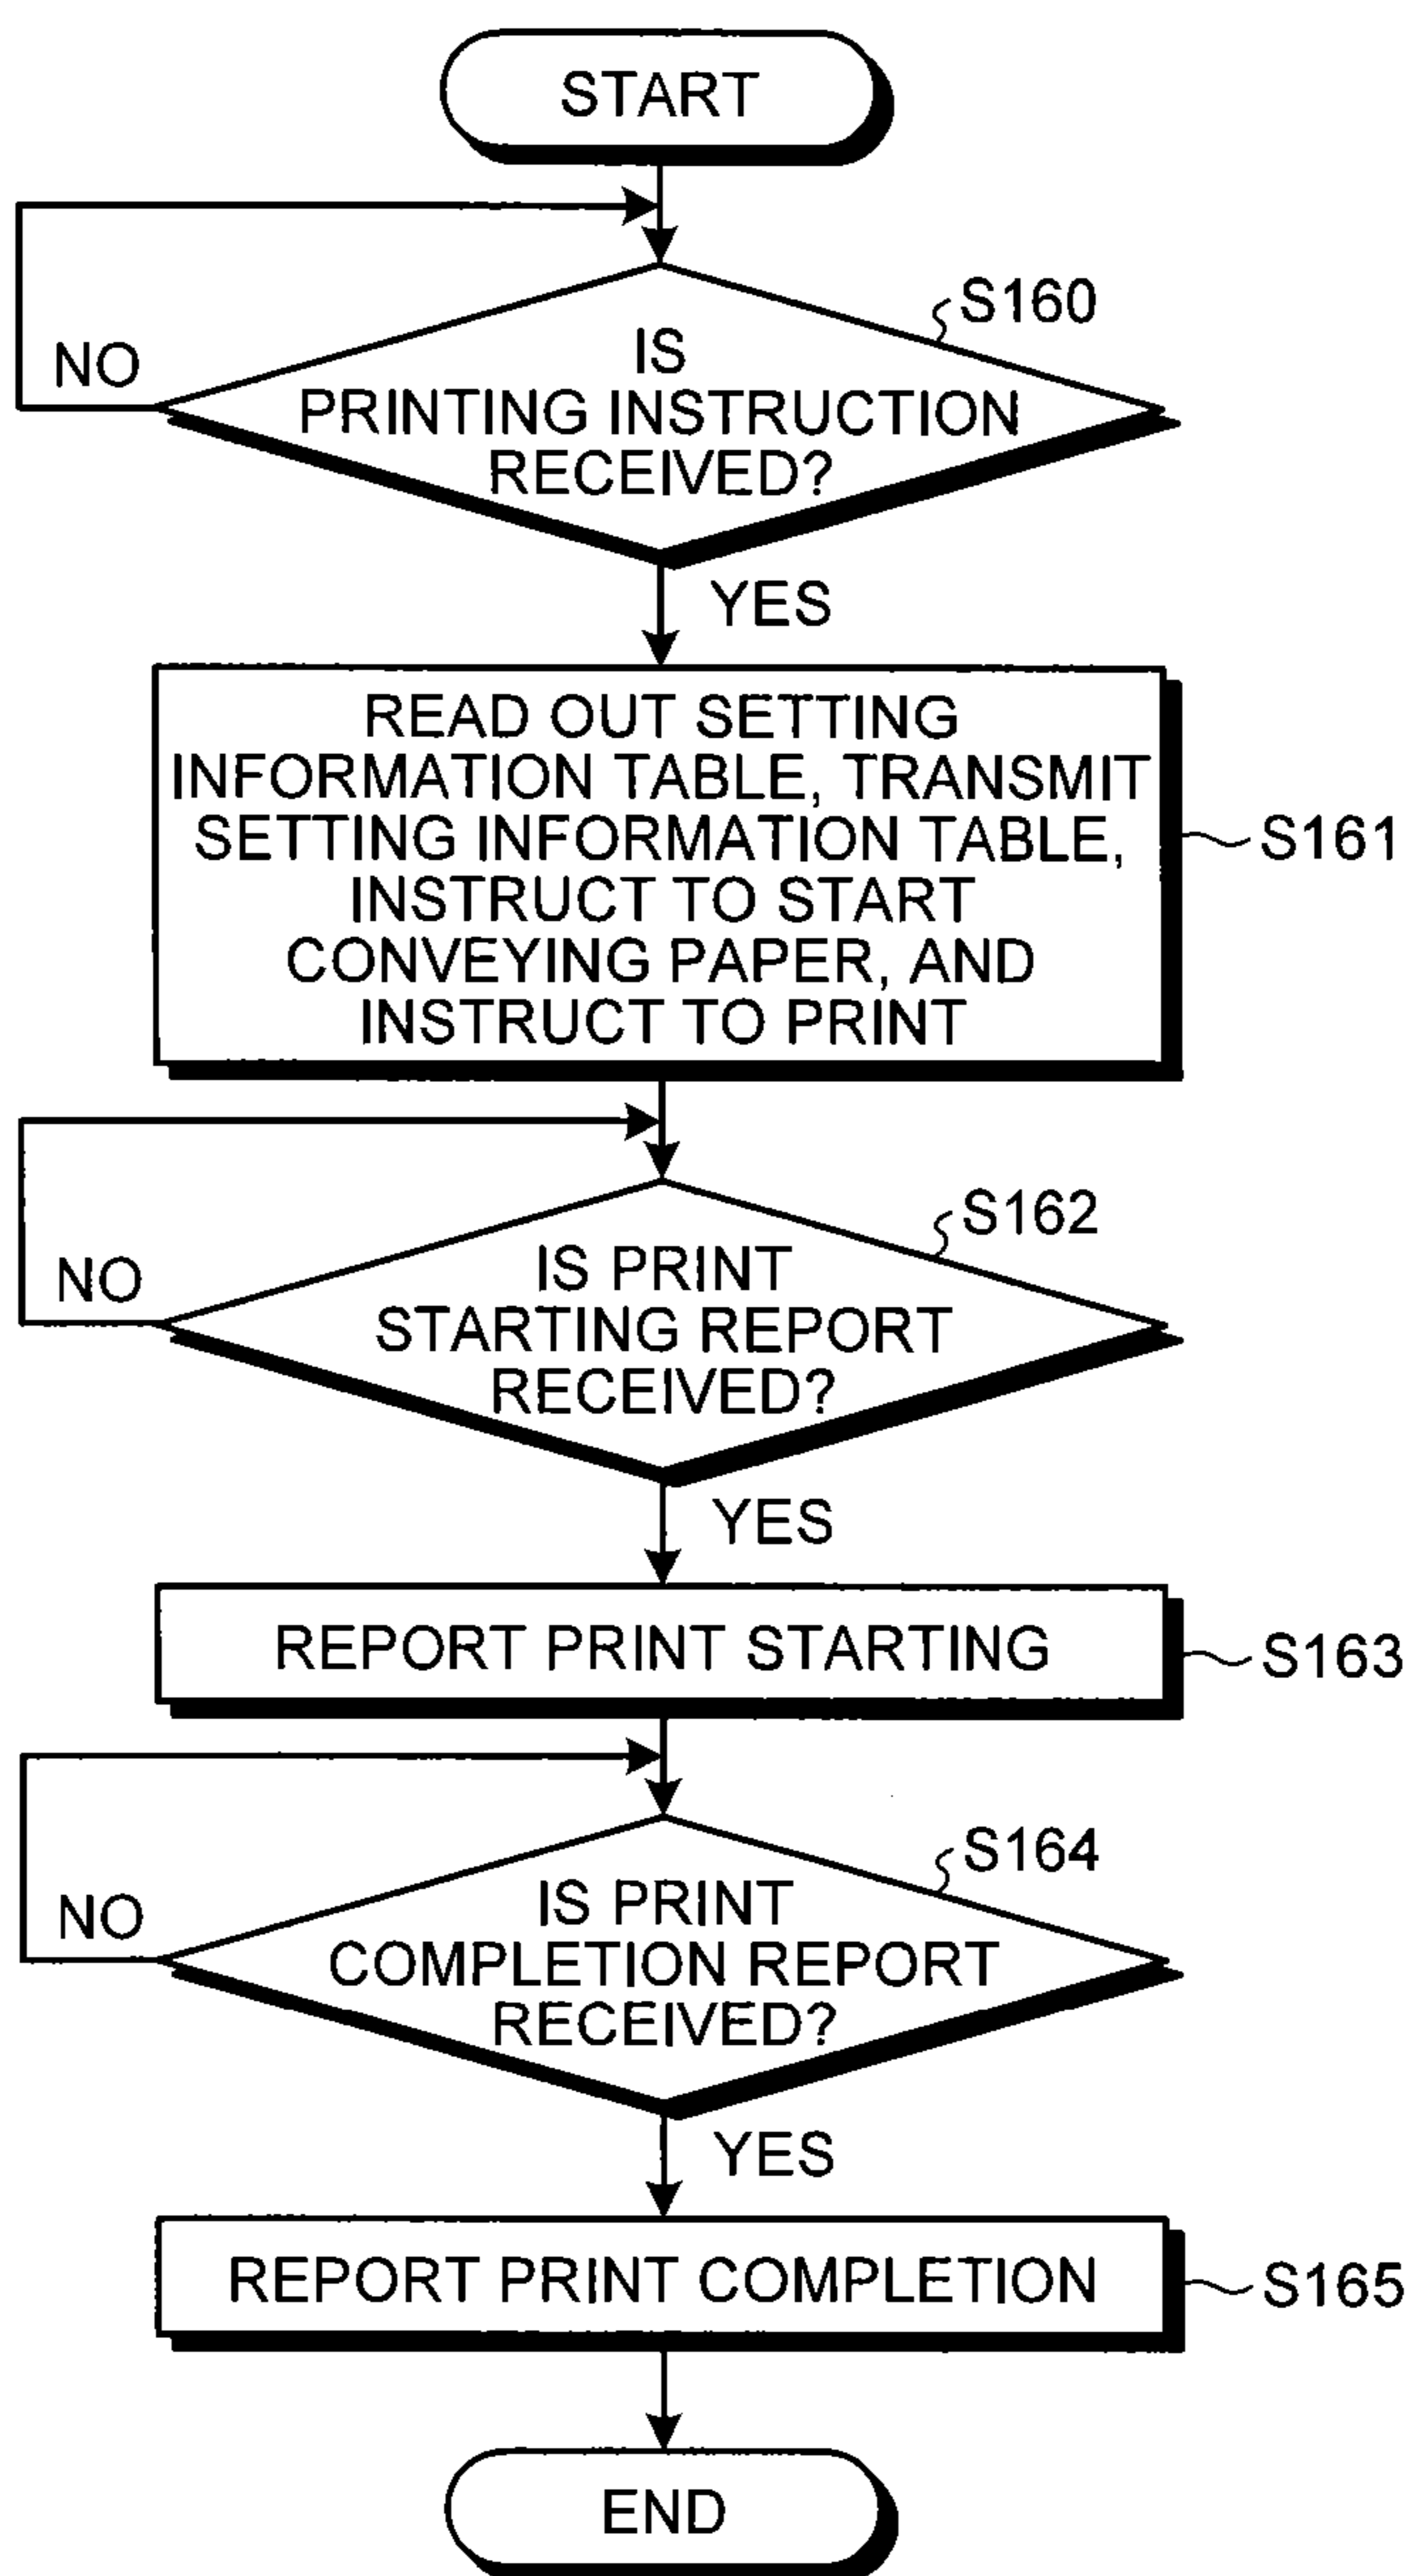 START
S160
NO
IS
PRINTING INSTRUCTION
RECEIVED?
YES
READ OUT SETTING
INFORMATION TABLE, TRANSMIT
SETTING INFORMATION TABLE,
INSTRUCT TO START
CONVEYING PAPER, AND
INSTRUCT TO PRINT
S161
S162
NO
IS PRINT
STARTING REPORT
RECEIVED?
YES
REPORT PRINT STARTING
S163
S164
NO
IS PRINT
COMPLETION REPORT
RECEIVED?
YES
REPORT PRINT COMPLETION
S165
END